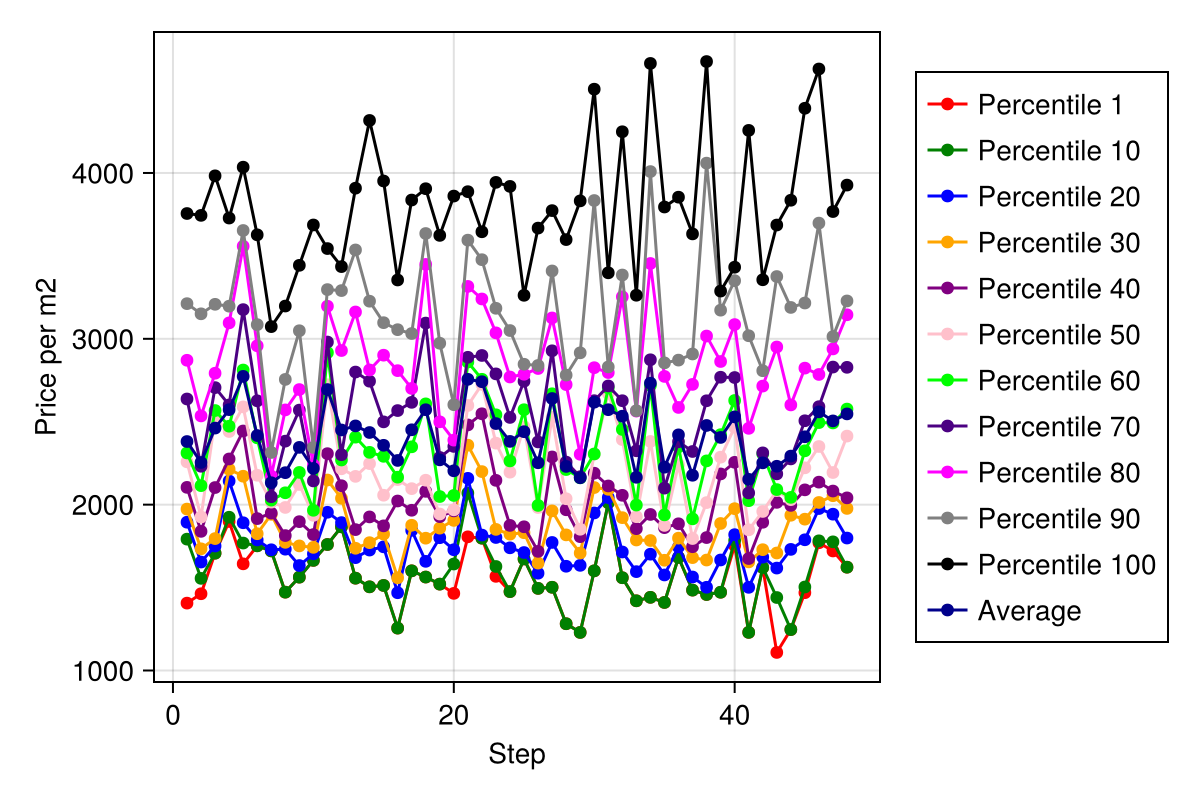 4000
3000
2000
1000
Price per m2
0
20
40
Step
Percentile 1
Percentile 10
Percentile 20
Percentile 30
Percentile 40
Percentile 50
Percentile 60
Percentile 70
Percentile 80
Percentile 90
Percentile 100
Average